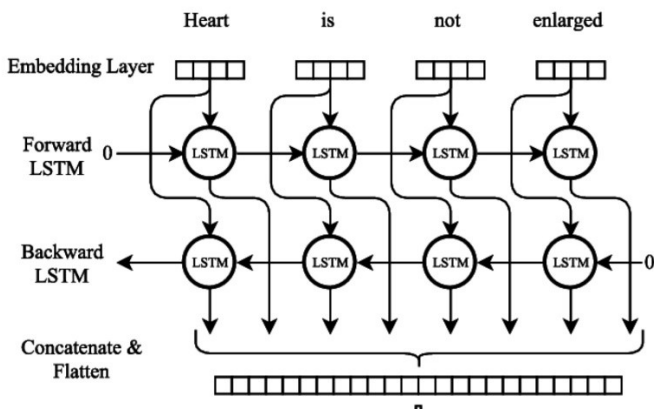 Heart is not enlarged
Embedding Layer
Forward
LSTM
0
LSTM LSTM LSTM LSTM
Backward
LSTM
LSTM LSTM LSTM LSTM
0
Concatenate &
Flatten